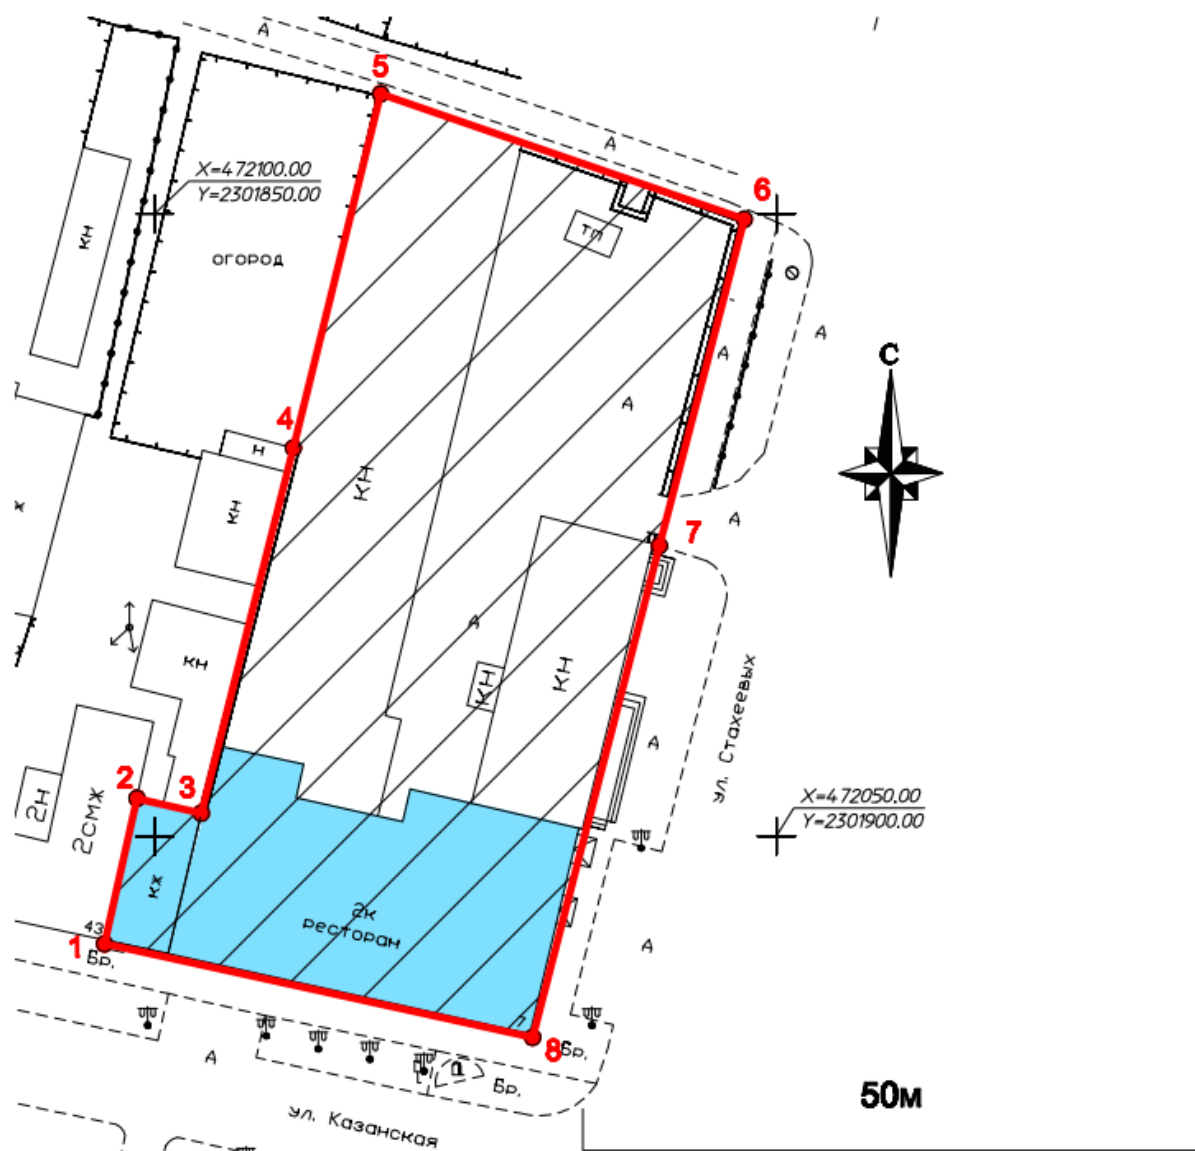 А
5
А
6
X=472100.00
Y=2301850.00
КН
ОГОРОД
ТП
А
А
С
А
4
Н
КН
КН
А
7
ж
А
КН
КН
КН
ул. Стахеевых
А
2
3
2Н
2СМЖ
X=472050.00
Y=2301900.00
КЖ
2К
ресторан
43
1
Бр.
А
8
Бр.
А
П
Бр.
50м
ул. Казанская